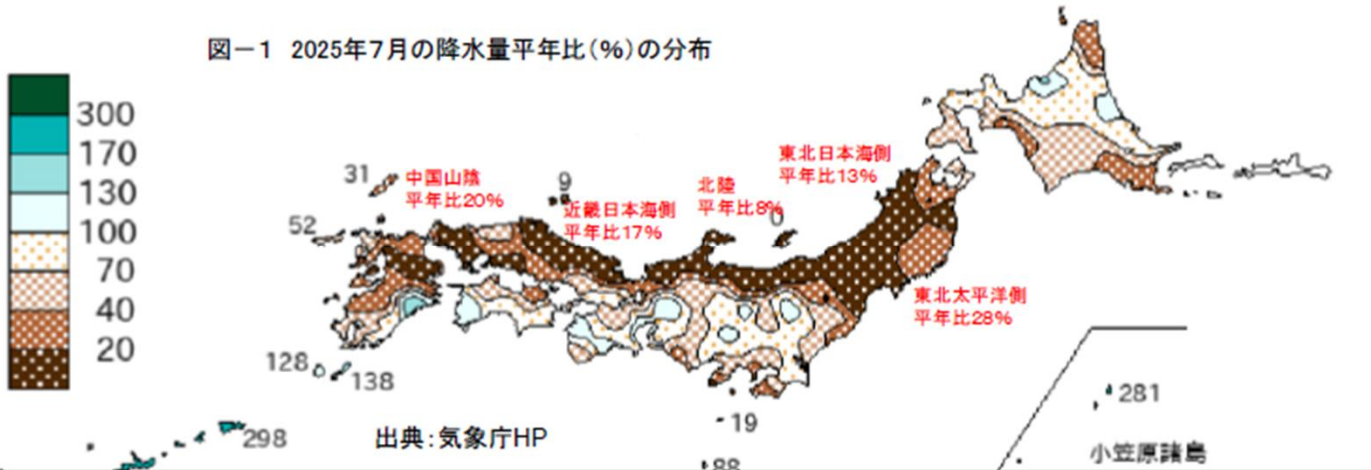 図－1 2025年7月の降水量平年比(％)の分布
300
170
130
100
70
40
20
31
52
中国山陰
平年比20%
9
近畿日本海側
平年比17%
北陸
平年比8%
0
東北日本海側
平年比13%
東北太平洋側
平年比28%
128
138
298
19
88
281
小笠原諸島
出典：気象庁HP